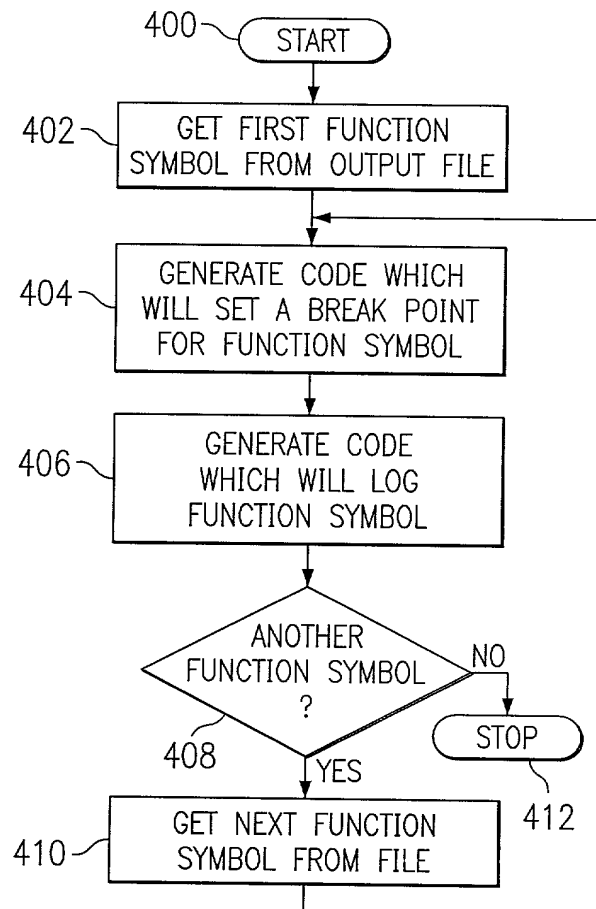 400
START
402
GET FIRST FUNCTION
SYMBOL FROM OUTPUT FILE
404
GENERATE CODE WHICH
WILL SET A BREAK POINT
FOR FUNCTION SYMBOL
406
GENERATE CODE
WHICH WILL LOG
FUNCTION SYMBOL
ANOTHER
FUNCTION SYMBOL
?
NO
408
STOP
412
YES
410
GET NEXT FUNCTION
SYMBOL FROM FILE